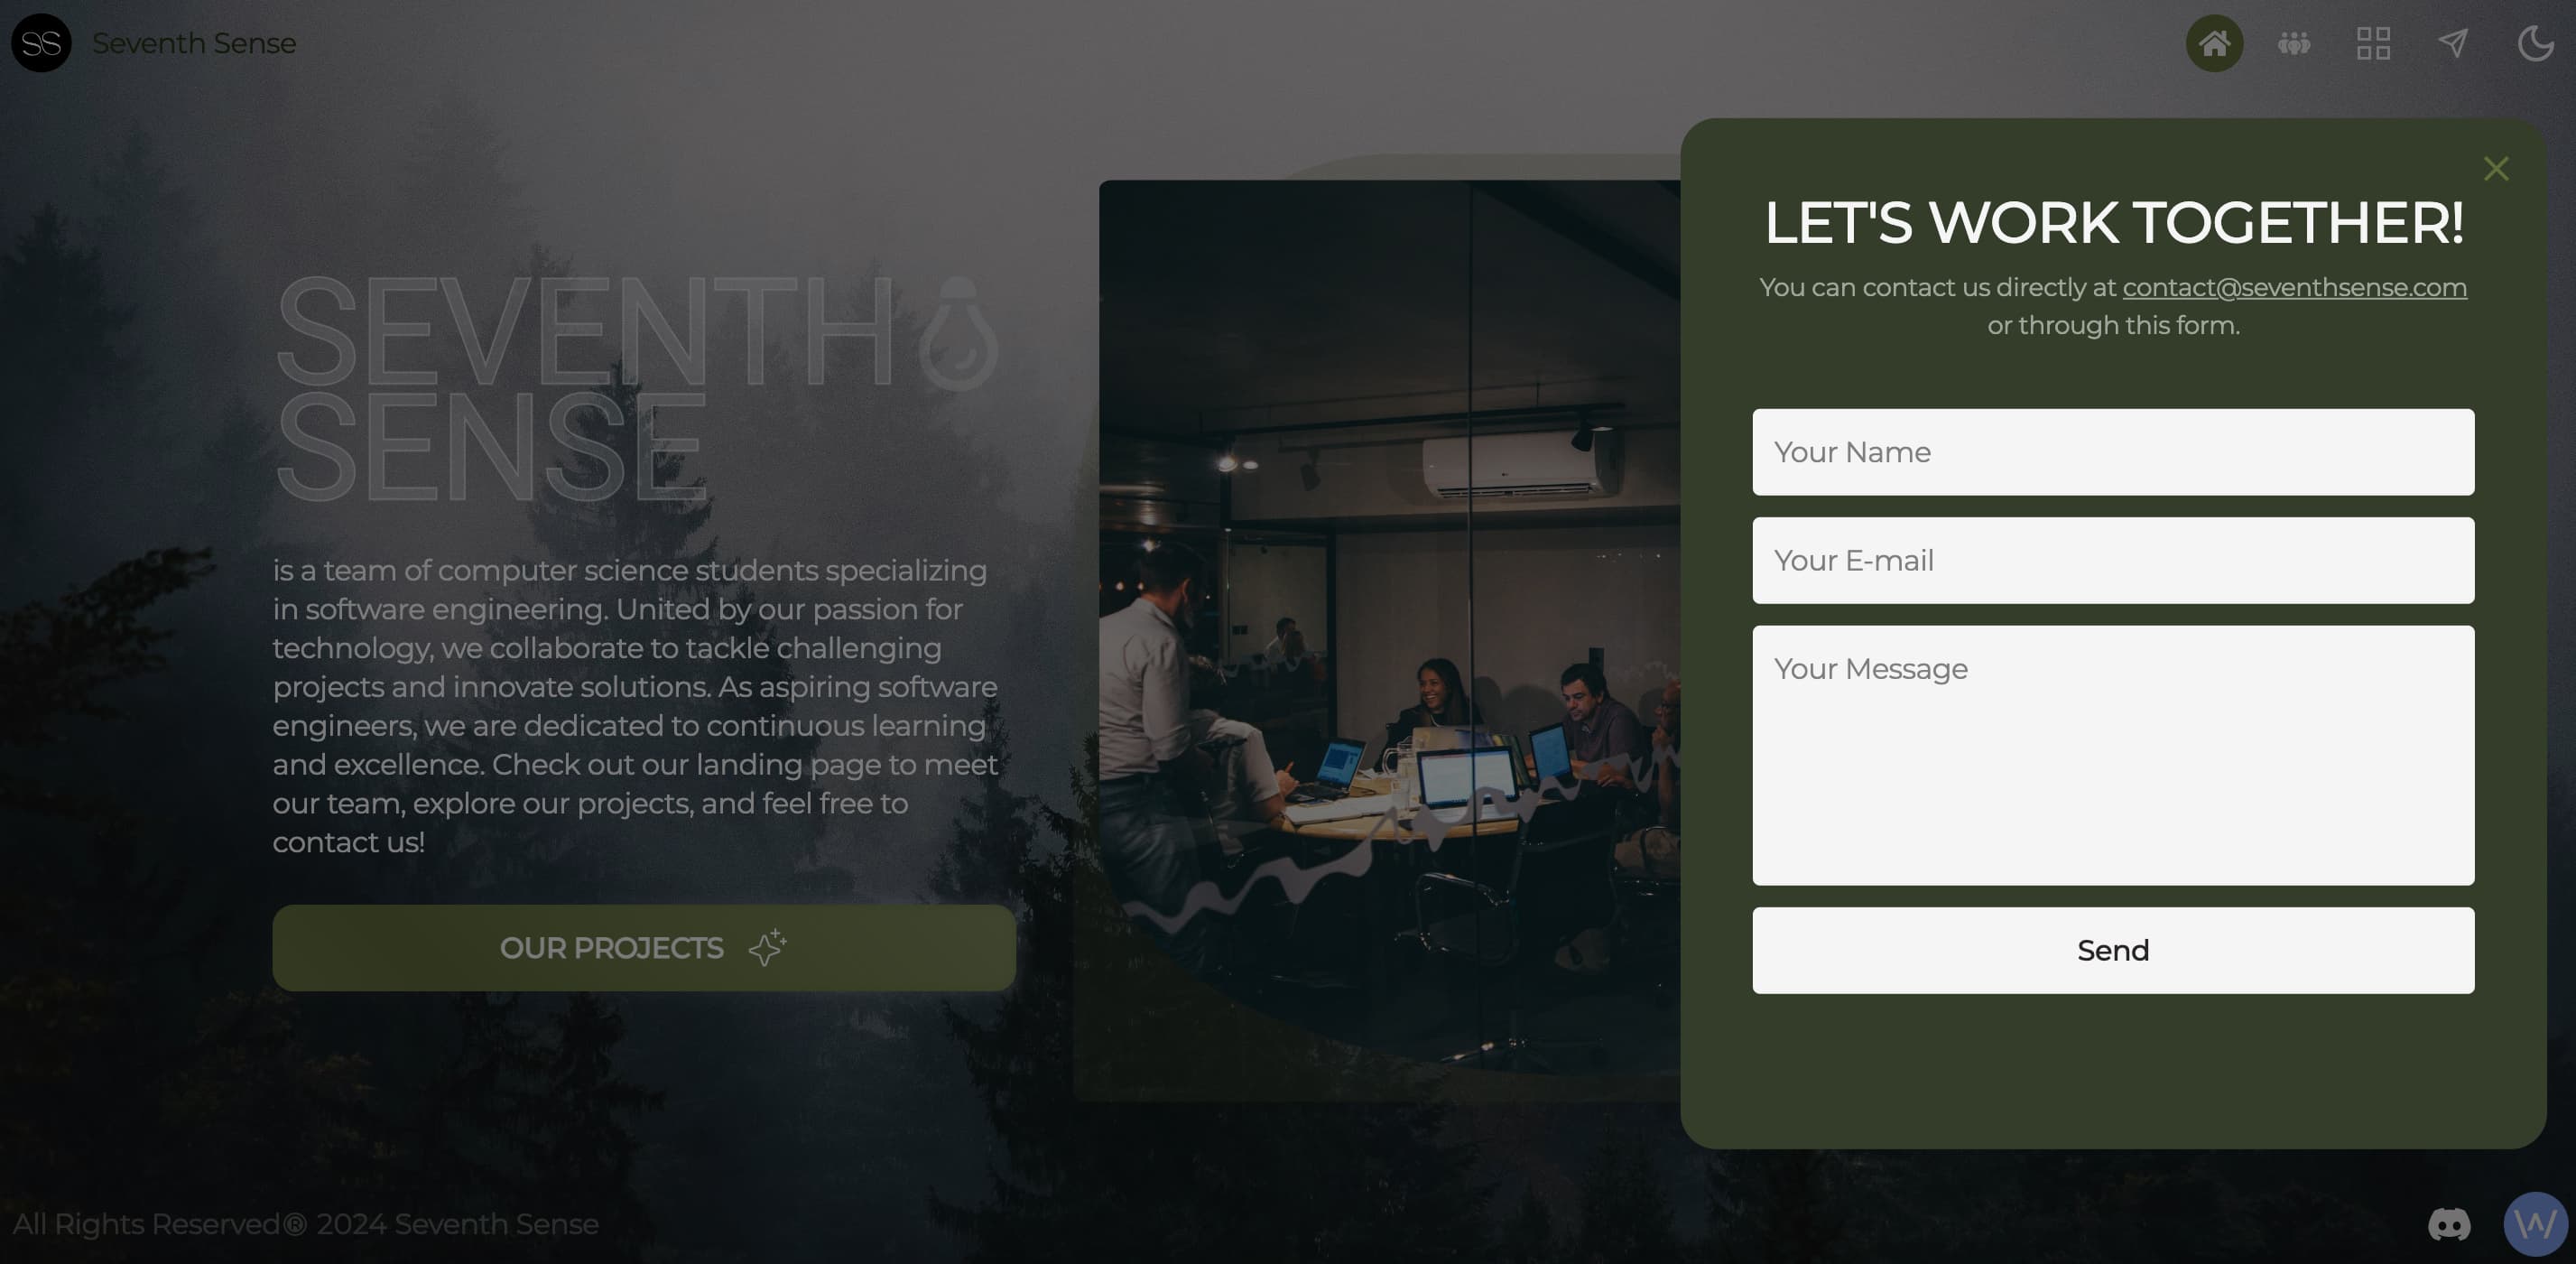 SS Seventh Sense
SEVENTH
SENSE
is a team of computer science students specializing
in software engineering. United by our passion for
technology, we collaborate to tackle challenging
projects and innovate solutions. As aspiring software
engineers, we are dedicated to continuous learning
and excellence. Check out our landing page to meet
our team, explore our projects, and feel free to
contact us!
OUR PROJECTS
LET'S WORK TOGETHER!
You can contact us directly at contact@seventhsense.com
or through this form.
Your Name
Your E-mail
Your Message
Send
All Rights Reserved® 2024 Seventh Sense
W